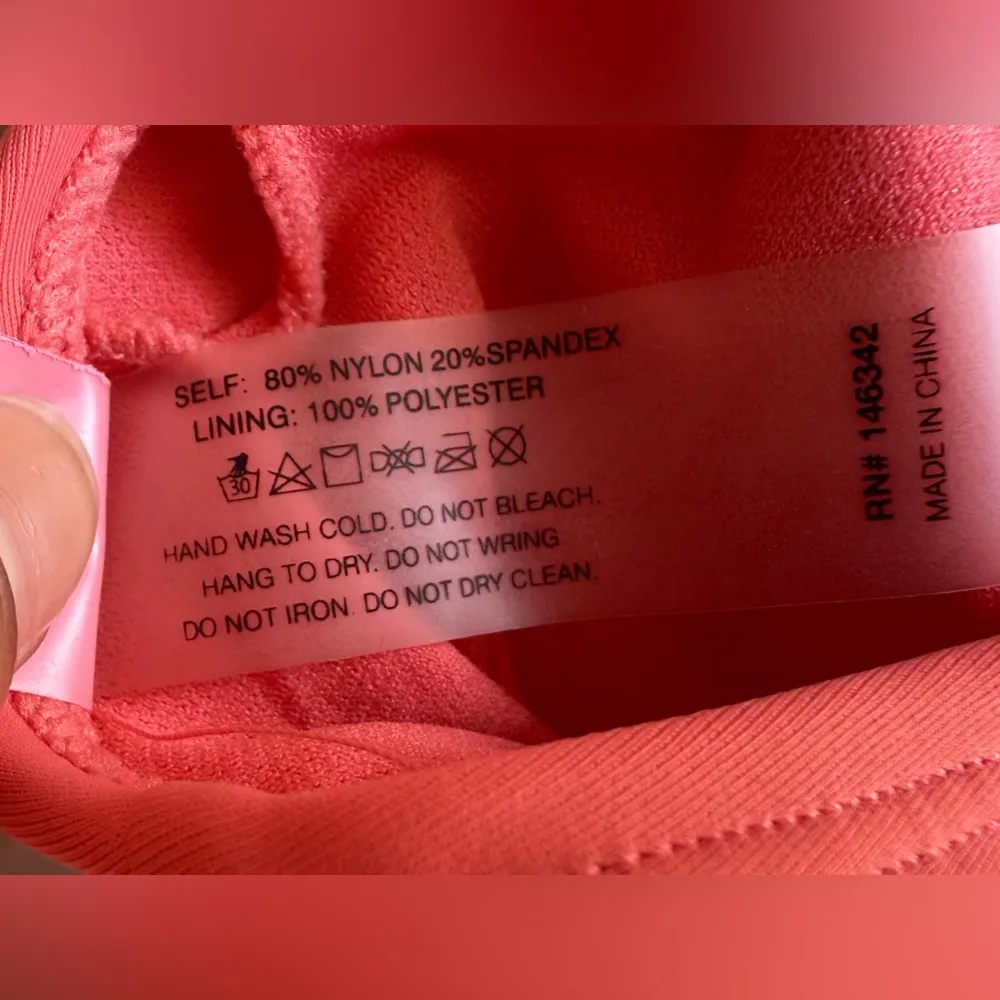 SELF: 80% NYLON 20%SPANDEX
LINING: 100% POLYESTER
30
HAND WASH COLD. DO NOT BLEACH.
HANG TO DRY. DO NOT WRING
DO NOT IRON. DO NOT DRY CLEAN.
RN# 146342
MADE IN CHINA